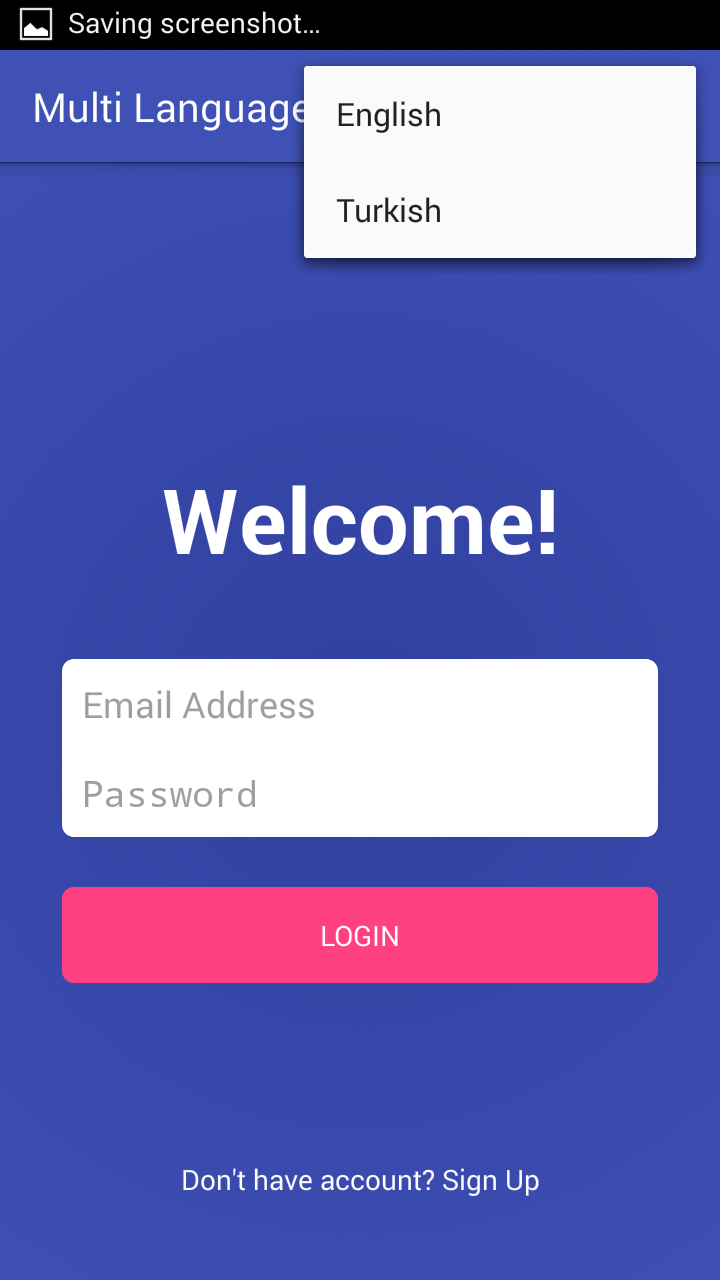 Saving screenshot...
Multi Language
English
Turkish
Welcome!
Email Address
Password
LOGIN
Don't have account? Sign Up